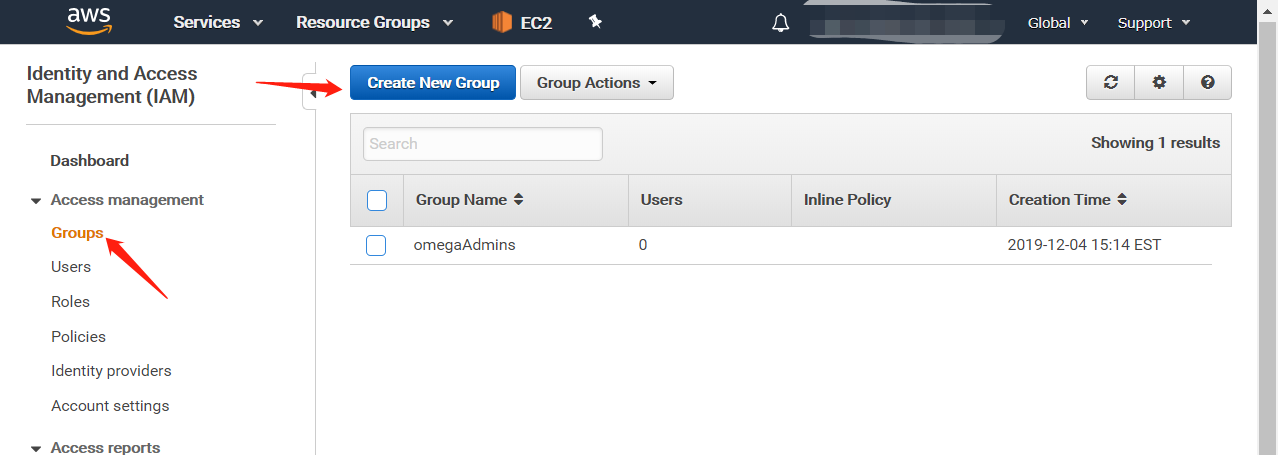 aws Services Resource Groups EC2 Global Support
Identity and Access
Management (IAM)
Dashboard
Access management
Groups
Users
Roles
Policies
Identity providers
Account settings
Access reports
Create New Group Group Actions
Search
Showing 1 results
Group Name Users Inline Policy Creation Time
omegaAdmins 0 2019-12-04 15:14 EST